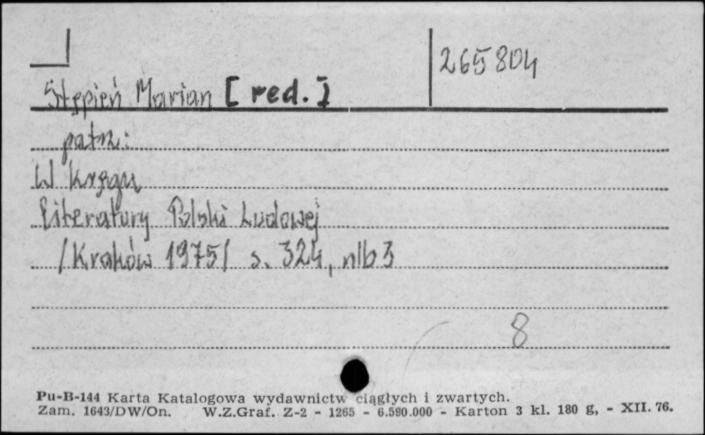 265804
Stępień Marian [red.]
patrz:
W kręgu
Literatury Polski Ludowej
/Kraków 1975/ s. 324, nlb 3
8
Pu-B-144 Karta Katalogowa wydawnictw ciągłych i zwartych.
Zam. 1643/DW/On. W.Z.Graf. Z-2 - 1265 - 6.590.000 - Karton 3 kl. 180 g, - XII. 76.